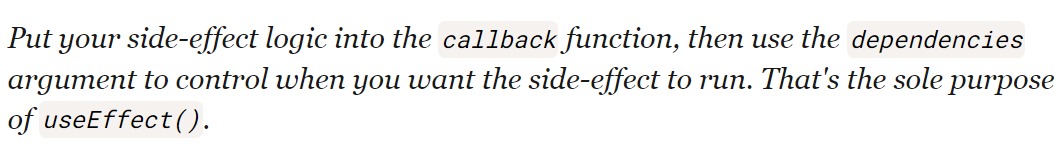 Put your side-effect logic into the callback function, then use the dependencies
argument to control when you want the side-effect to run. That's the sole purpose
of useEffect().